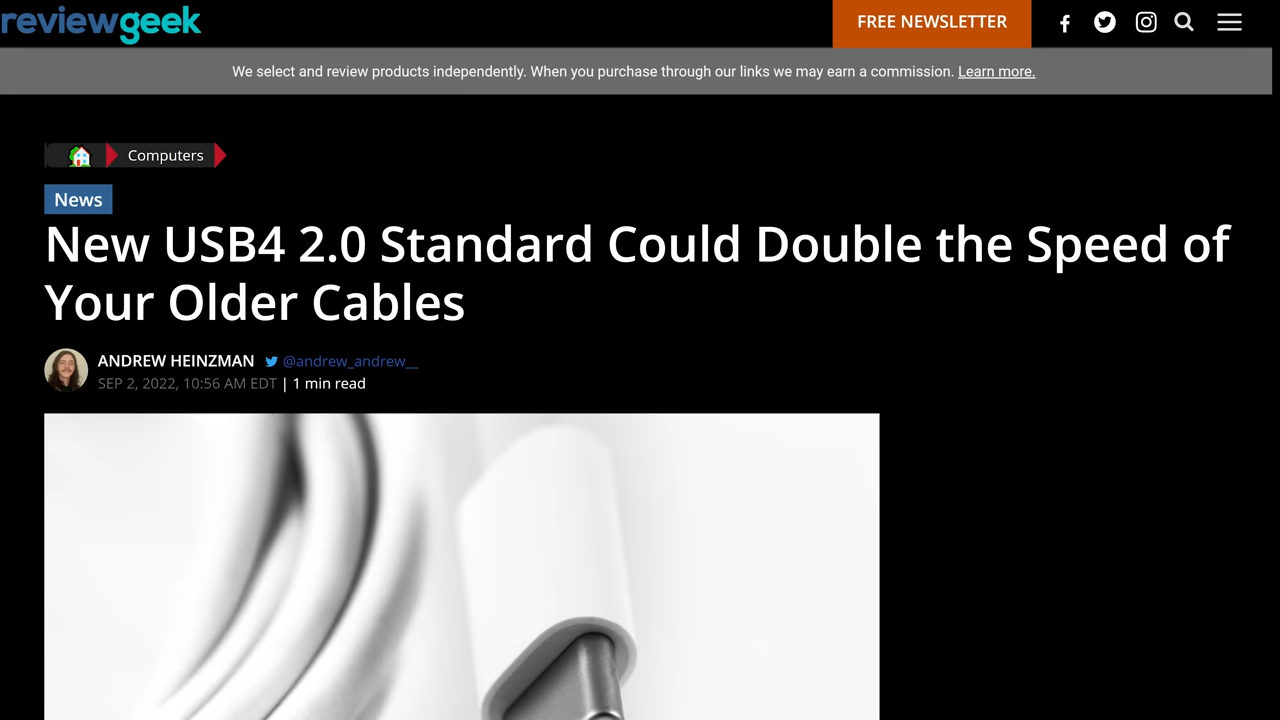 reviewgeek
FREE NEWSLETTER
We select and review products independently. When you purchase through our links we may earn a commission. Learn more.
Computers
News
New USB4 2.0 Standard Could Double the Speed of
Your Older Cables
ANDREW HEINZMAN @andrew_andrew__
SEP 2, 2022, 10:56 AM EDT | 1 min read